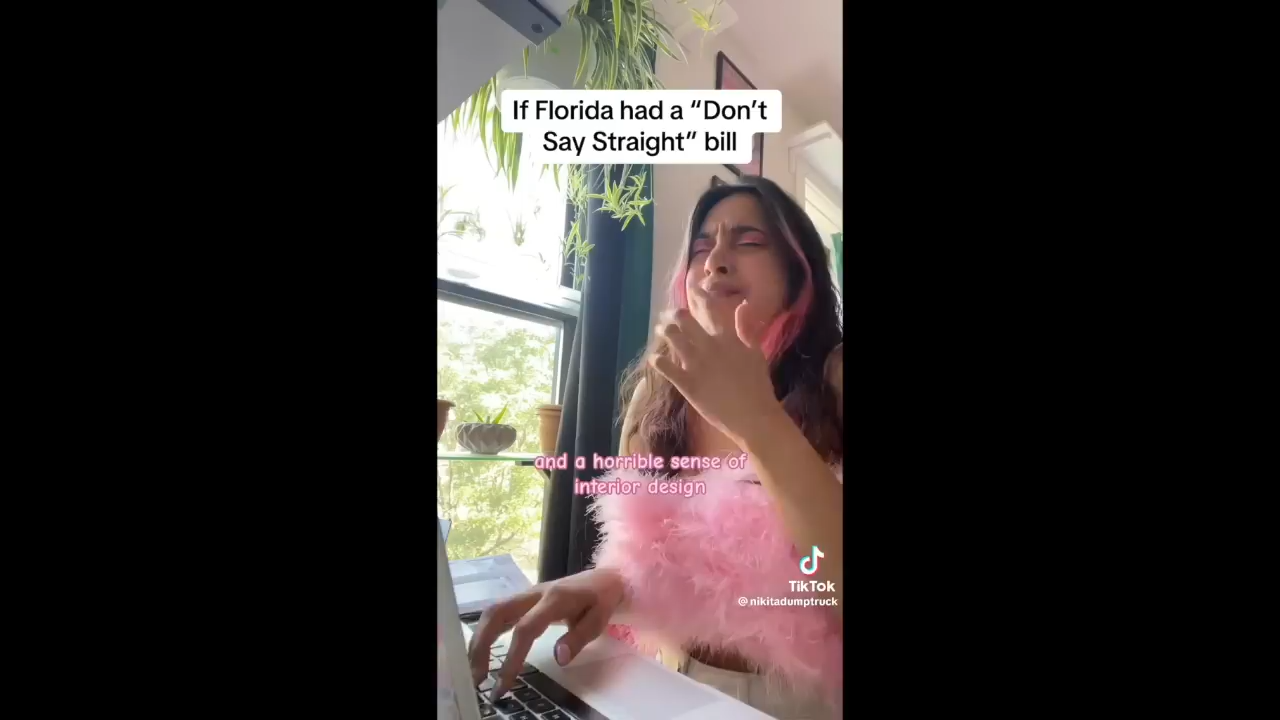 If Florida had a “Don’t
Say Straight” bill
and a horrible sense of
interior design
TikTok
@nikitadumptruck